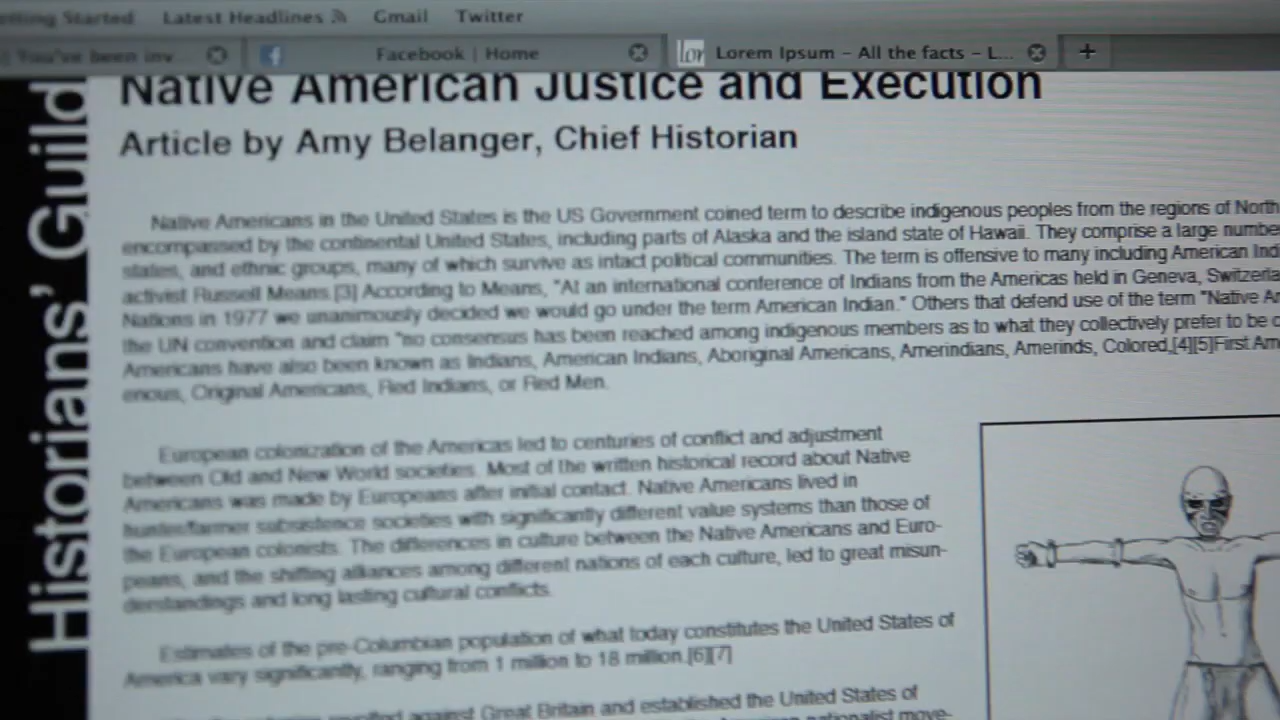 Getting Started Latest Headlines Gmail Twitter
You've been inv... Facebook | Home lor Lorem Ipsum – All the facts – L... +
Historians' Guild
Native American Justice and Execution
Article by Amy Belanger, Chief Historian
Native Americans in the United States is the US Government coined term to describe indigenous peoples from the regions of North
encompassed by the continental United States, including parts of Alaska and the island state of Hawaii. They comprise a large numbe
states, and ethnic groups, many of which survive as intact political communities. The term is offensive to many including American Ind
activist Russell Means.[3] According to Means, "At an international conference of Indians from the Americas held in Geneva, Switzerla
Nations in 1977 we unanimously decided we would go under the term American Indian." Others that defend use of the term "Native A
the UN convention and claim "no consensus has been reached among indigenous members as to what they collectively prefer to be c
Americans have also been known as Indians, American Indians, Aboriginal Americans, Amerindians, Amerinds, Colored,[4][5]First Am
enous, Original Americans, Red Indians, or Red Men.
European colonization of the Americas led to centuries of conflict and adjustment
between Old and New World societies. Most of the written historical record about Native
Americans was made by Europeans after initial contact. Native Americans lived in
hunter/farmer subsistence societies with significantly different value systems than those of
the European colonists. The differences in culture between the Native Americans and Euro-
peans, and the shifting alliances among different nations of each culture, led to great misun-
derstandings and long lasting cultural conflicts.
Estimates of the pre-Columbian population of what today constitutes the United States of
America vary significantly, ranging from 1 million to 18 million.[6][7]
revolted against Great Britain and established the United States of
nationalist move-